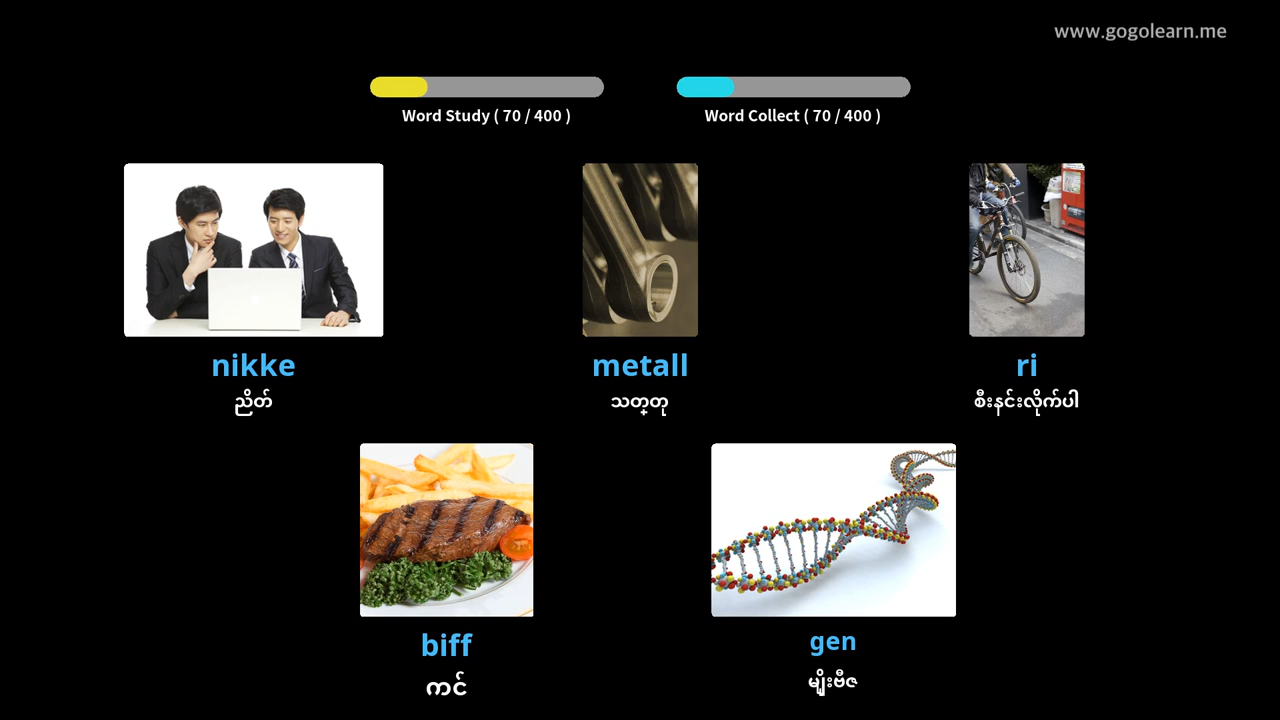 www.gogolearn.me
Word Study ( 70 / 400 )
Word Collect ( 70 / 400 )
nikke
ညိတ်
metall
သတ္တု
ri
စီးနင်းလိုက်ပါ
biff
ကင်
gen
မျိုးဗီဇ